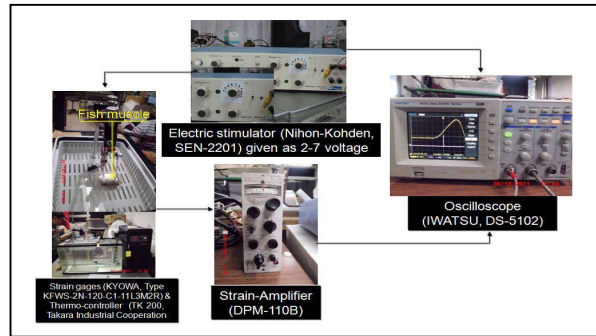 Fish muscle
Electric stimulator (Nihon-Kohden,
SEN-2201) given as 2-7 voltage
Oscilloscope
(IWATSU, DS-5102)
Strain gages (KYOWA, Type
KFWS-2N-120-C1-11L3M2R) &
Thermo-controller (TK 200,
Takara Industrial Cooperation
Strain-Amplifier
(DPM-110B)